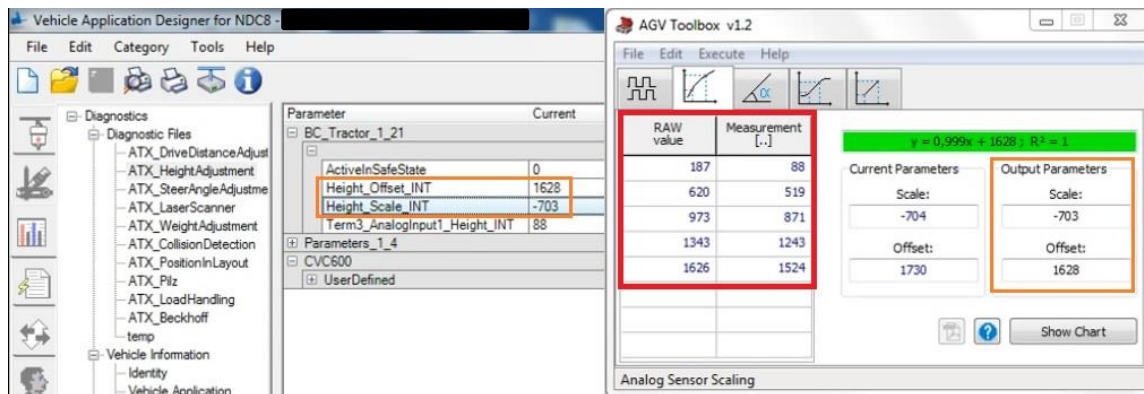 Vehicle Application Designer for NDC8 -
File Edit Category Tools Help
Diagnostics
Diagnostic Files
ATX_DriveDistanceAdjust
ATX_HeightAdjustment
ATX_SteerAngleAdjustme
ATX_LaserScanner
ATX_WeightAdjustment
ATX_CollisionDetection
ATX_PositionInLayout
ATX_Pilz
ATX_LoadHandling
ATX_Beckhoff
temp
Vehicle Information
Identity
Vehicle Application
Parameter Current
BC_Tractor_1_21
ActiveInSafeState 0
Height_Offset_INT 1628
Height_Scale_INT -703
Term3_AnalogInput1_Height_INT 88
Parameters_1_4
CVC600
UserDefined
AGV Toolbox v1.2
File Edit Execute Help
α
RAW value Measurement [..]
187 88
620 519
973 871
1343 1243
1626 1524
y = 0,999x + 1628 ; R² = 1
Current Parameters
Scale:
-704
Offset:
1730
Output Parameters
Scale:
-703
Offset:
1628
Show Chart
Analog Sensor Scaling